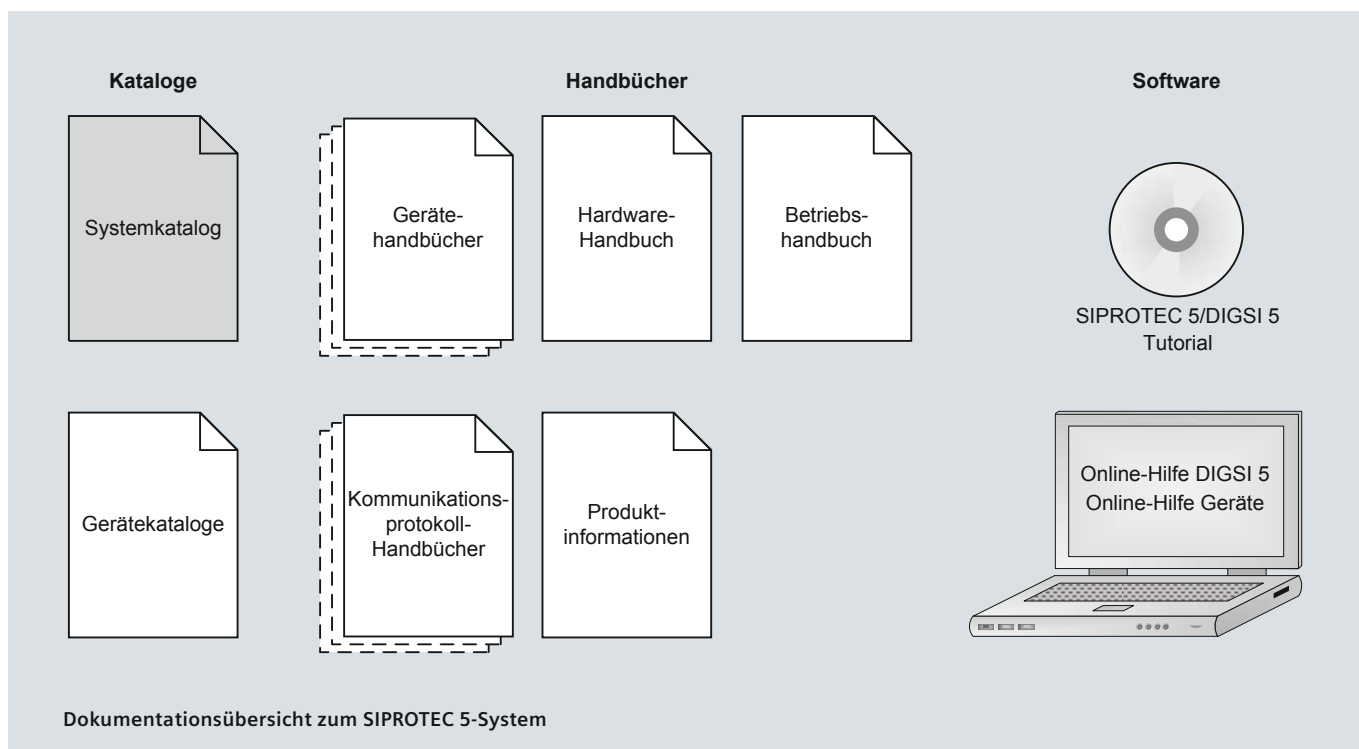 Kataloge
Handbücher
Software
Systemkatalog
Geräte-
handbücher
Hardware-
Handbuch
Betriebs-
handbuch
SIPROTEC 5/DIGSI 5
Tutorial
Gerätekataloge
Kommunikations-
protokoll-
Handbücher
Produkt-
informationen
Online-Hilfe DIGSI 5
Online-Hilfe Geräte
Dokumentationsübersicht zum SIPROTEC 5-System